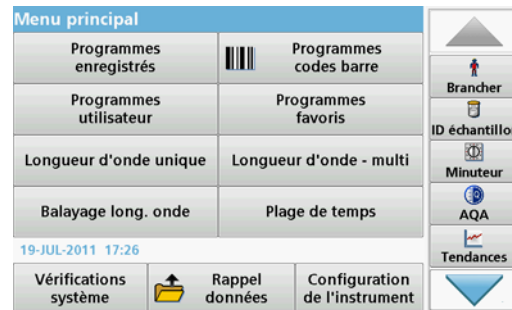 Menu principal
Programmes
enregistrés
Programmes
codes barre
Programmes
utilisateur
Programmes
favoris
Longueur d'onde unique
Longueur d'onde - multi
Balayage long. onde
Plage de temps
19-JUL-2011 17:26
Vérifications
système
Rappel
données
Configuration
de l'instrument
Brancher
ID échantillo
Minuteur
AQA
Tendances